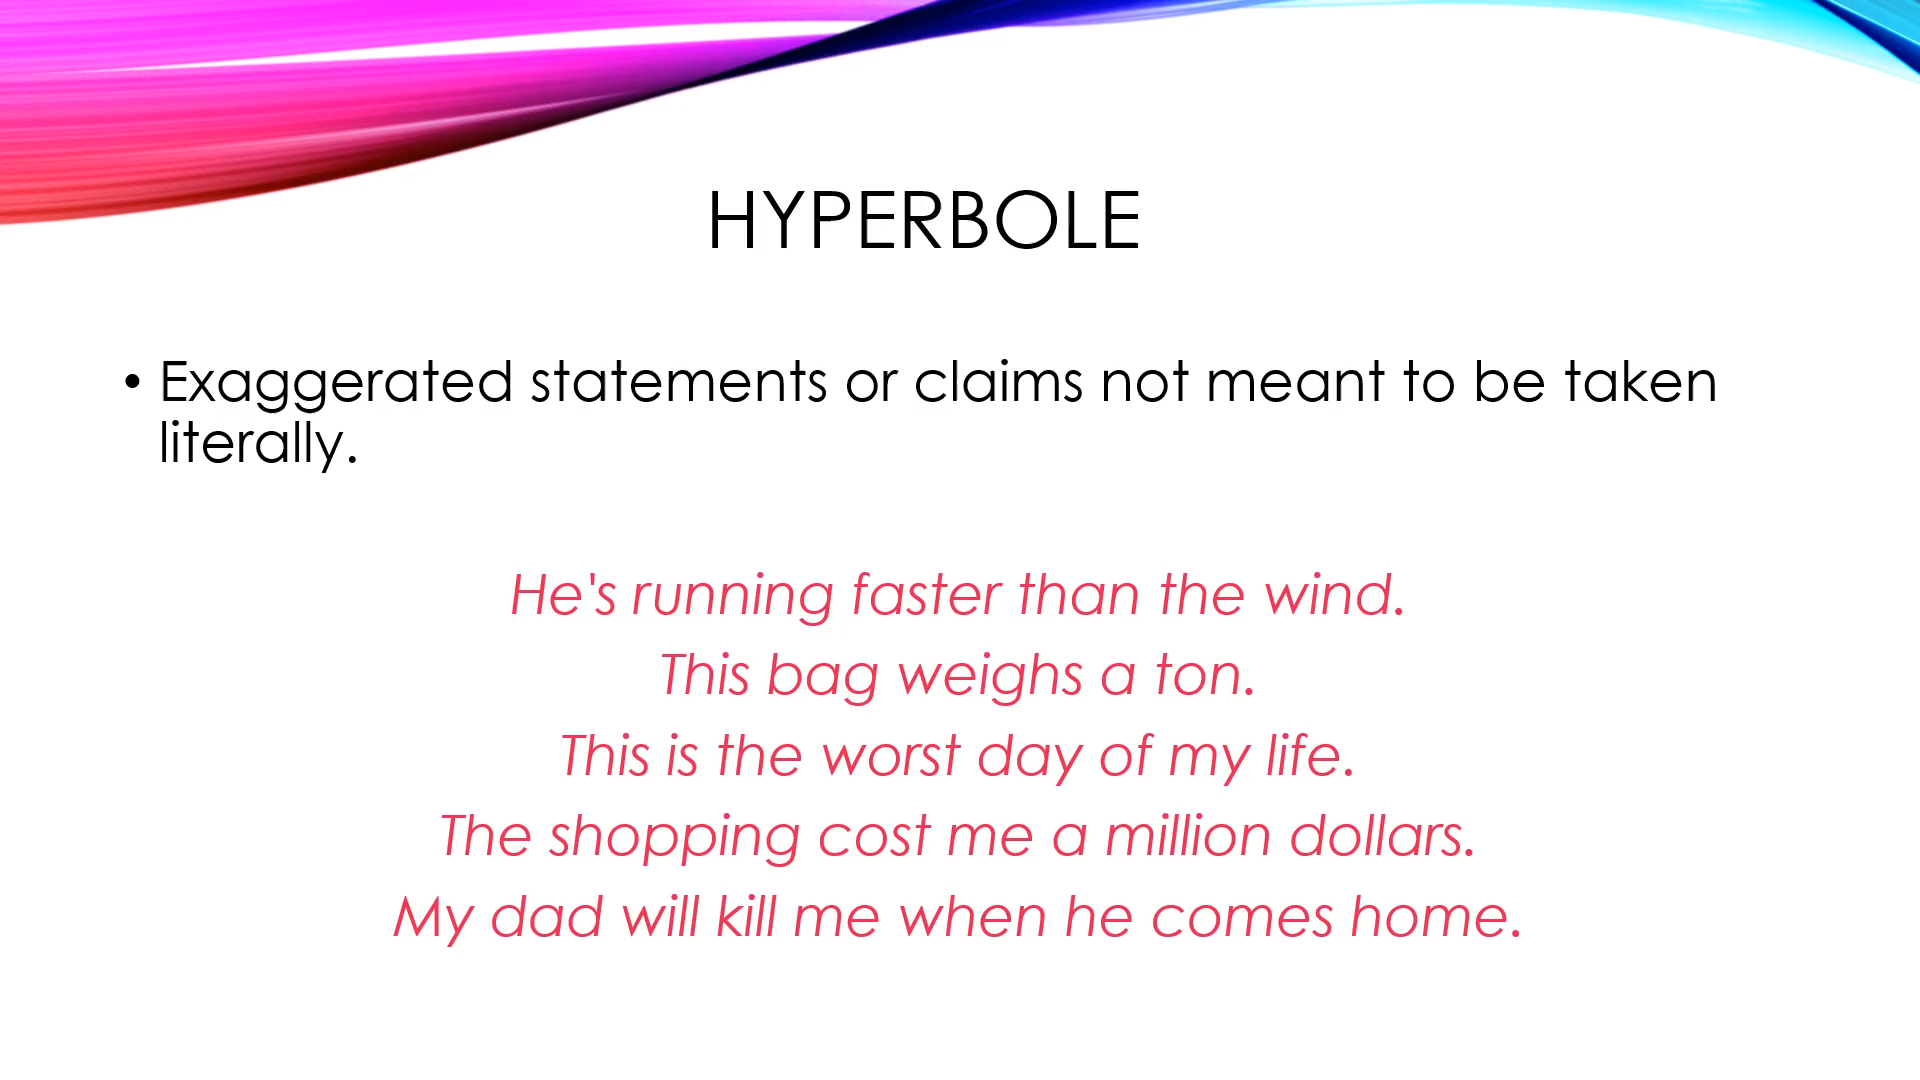 HYPERBOLE
• Exaggerated statements or claims not meant to be taken
literally.
He's running faster than the wind.
This bag weighs a ton.
This is the worst day of my life.
The shopping cost me a million dollars.
My dad will kill me when he comes home.